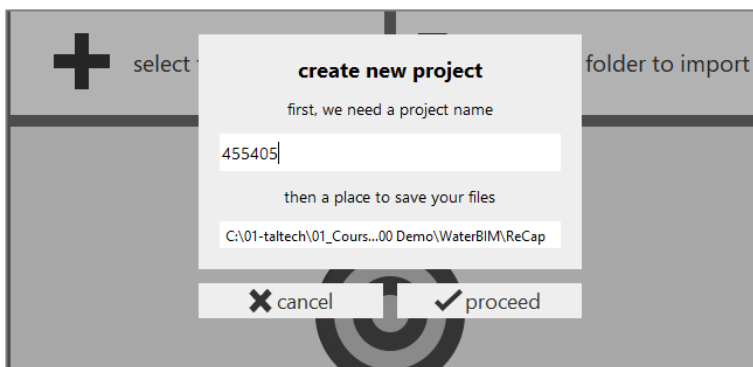 select
folder to import
create new project
first, we need a project name
455405
then a place to save your files
C:\01-taltech\01_Cours...00 Demo\WaterBIM\ReCap
cancel
proceed